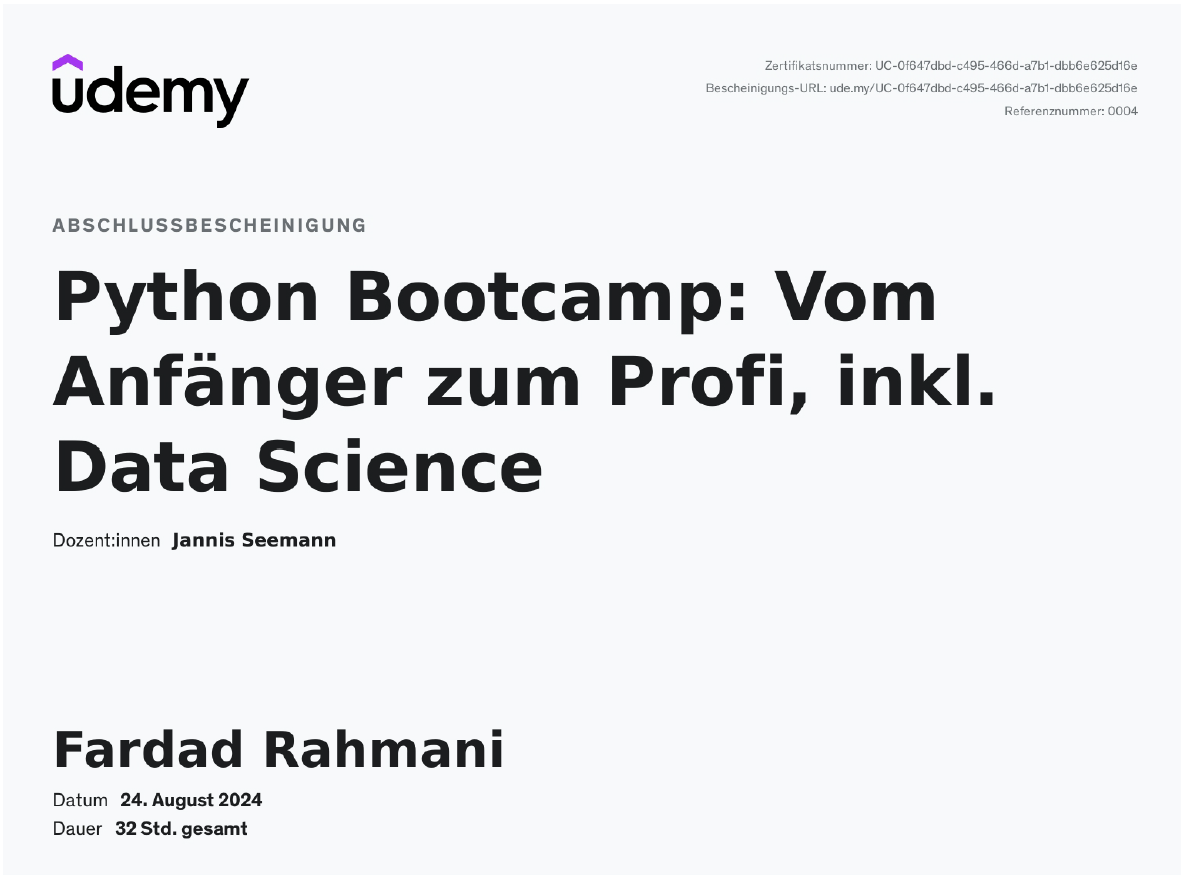 udemy
Zertifikatsnummer: UC-0f647dbd-c495-466d-a7b1-dbb6e625d16e
Bescheinigungs-URL: ude.my/UC-0f647dbd-c495-466d-a7b1-dbb6e625d16e
Referenznummer: 0004
ABSCHLUSSBESCHEINIGUNG
Python Bootcamp: Vom
Anfänger zum Profi, inkl.
Data Science
Dozent:innen Jannis Seemann
Fardad Rahmani
Datum 24. August 2024
Dauer 32 Std. gesamt